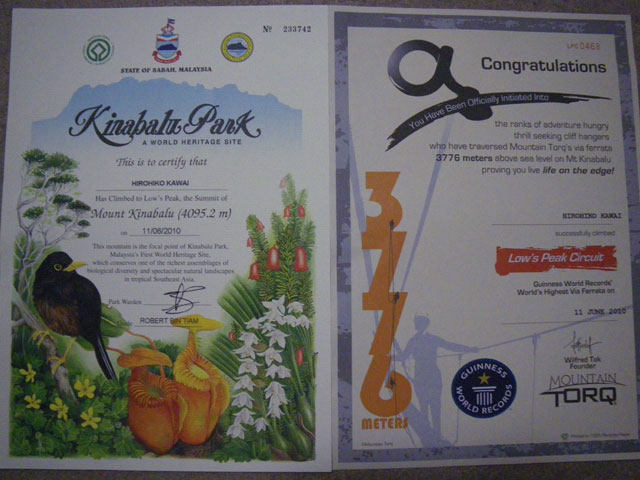 Nº 233742
STATE OF SABAH, MALAYSIA
Kinabalu Park
A WORLD HERITAGE SITE
This is to certify that
HIROHIKO KAWAI
Has Climbed to Low's Peak, the Summit of
Mount Kinabalu (4095.2 m)
on 11/06/2010
This mountain is the focal point of Kinabalu Park,
Malaysia's First World Heritage Site,
which conserves one of the richest assemblages of
biological diversity and spectacular natural landscapes
in tropical Southeast Asia.
Park Warden
ROBERT BIN TIAM
LPC 0468
Congratulations
You Have Been Officially Initiated Into
the ranks of adventure hungry
thrill seeking cliff hangers
who have traversed Mountain Torq's via ferrata
3776 meters above sea level on Mt Kinabalu
proving you live life on the edge!
HIROHIKO KAWAI
successfully climbed
Low's Peak Circuit
Guinness World Records'
World's Highest Via Ferrata on
11 JUNE 2010
Wilfred Tok
Founder
3776
METERS
GUINNESS
WORLD RECORDS
MOUNTAIN
TORQ
©Mountain Torq